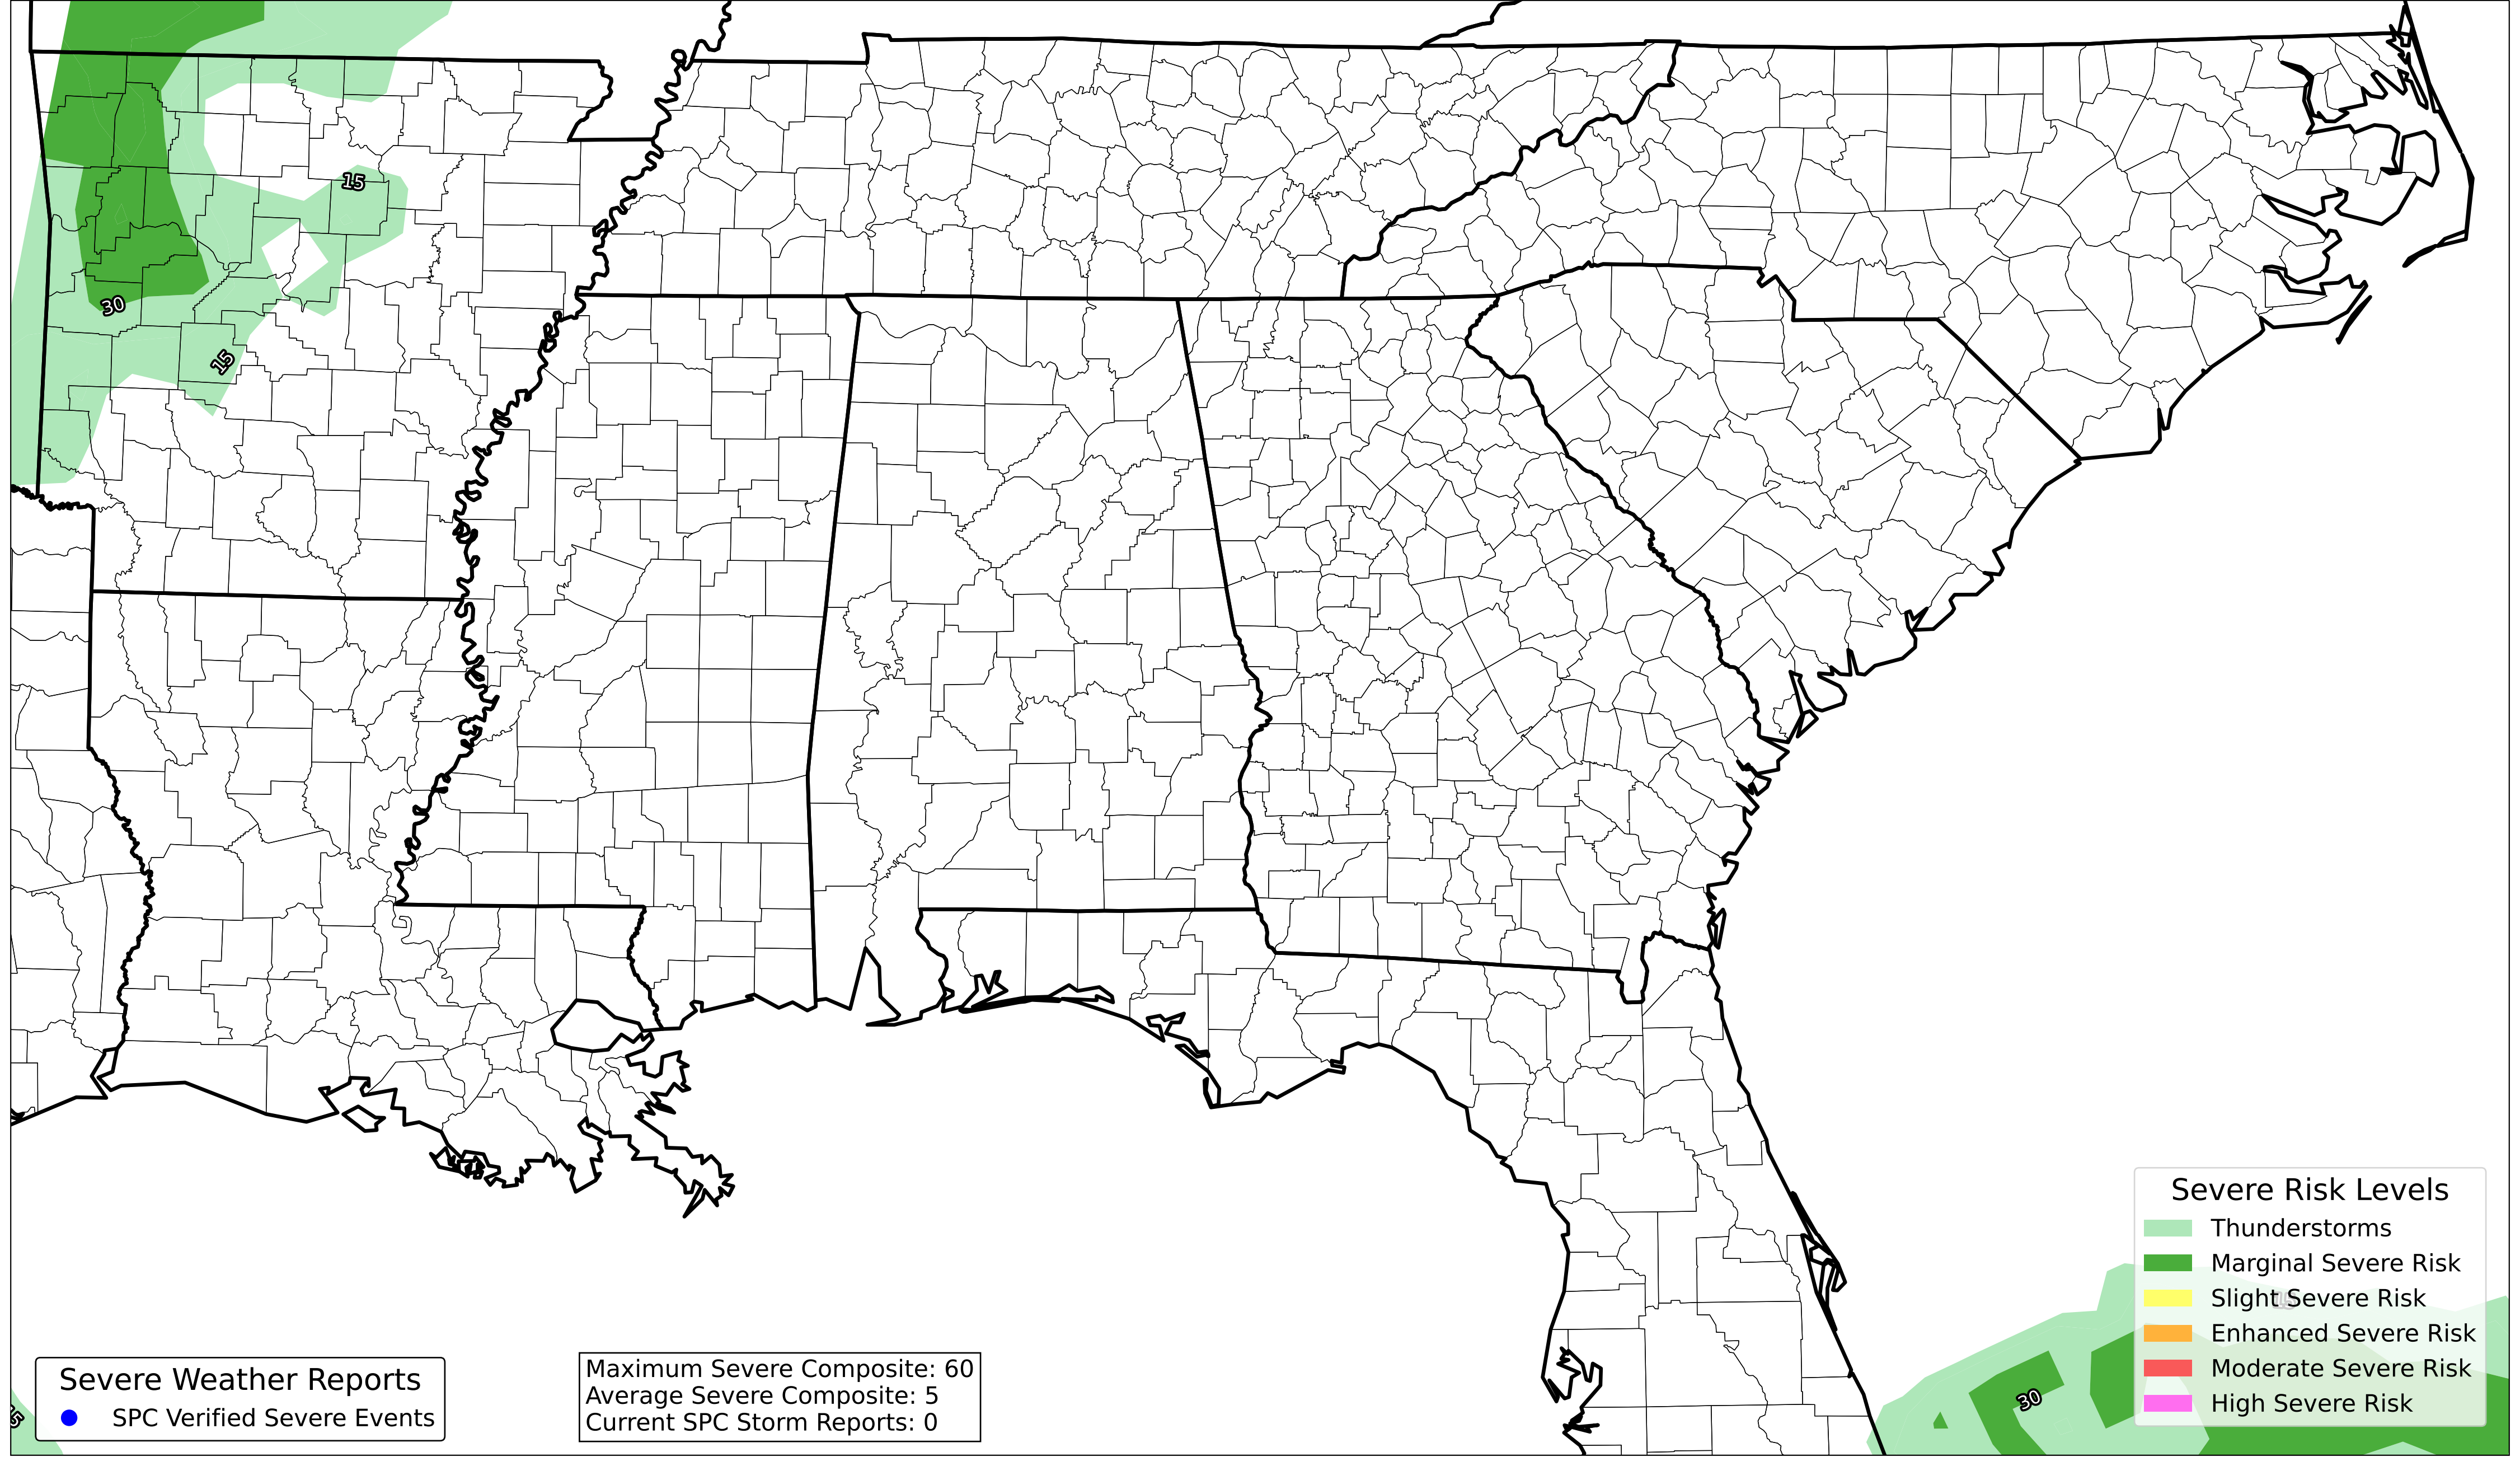 15
30
15
Severe Risk Levels
Thunderstorms
Marginal Severe Risk
Slight Severe Risk
Enhanced Severe Risk
Moderate Severe Risk
High Severe Risk
30
Severe Weather Reports
SPC Verified Severe Events
Maximum Severe Composite: 60
Average Severe Composite: 5
Current SPC Storm Reports: 0